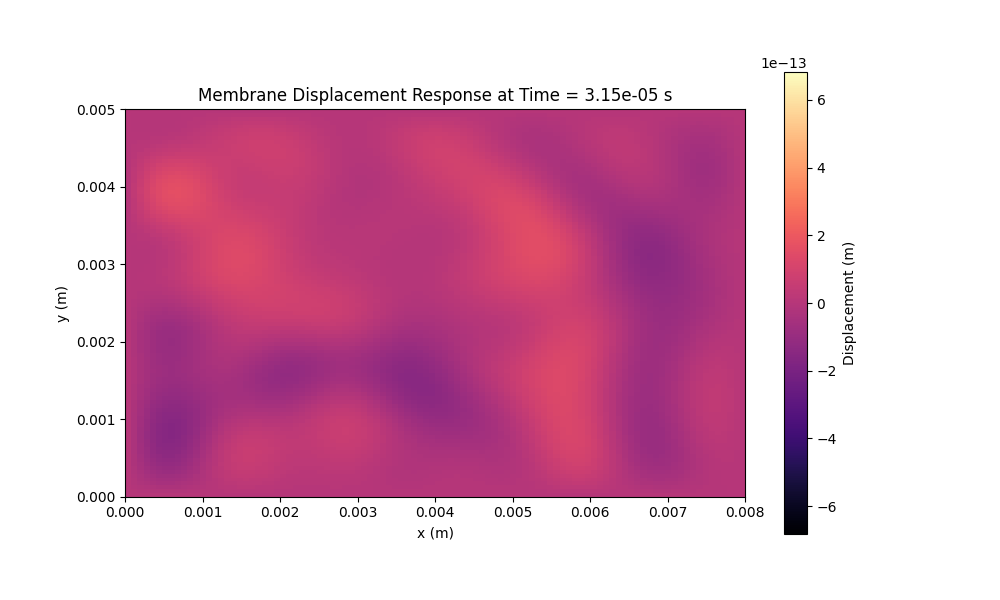 1e−13
Membrane Displacement Response at Time = 3.15e-05 s
0.005
0.004
0.003
0.002
0.001
0.000
y (m)
0.000 0.001 0.002 0.003 0.004 0.005 0.006 0.007 0.008
x (m)
6
4
2
0
−2
−4
−6
Displacement (m)